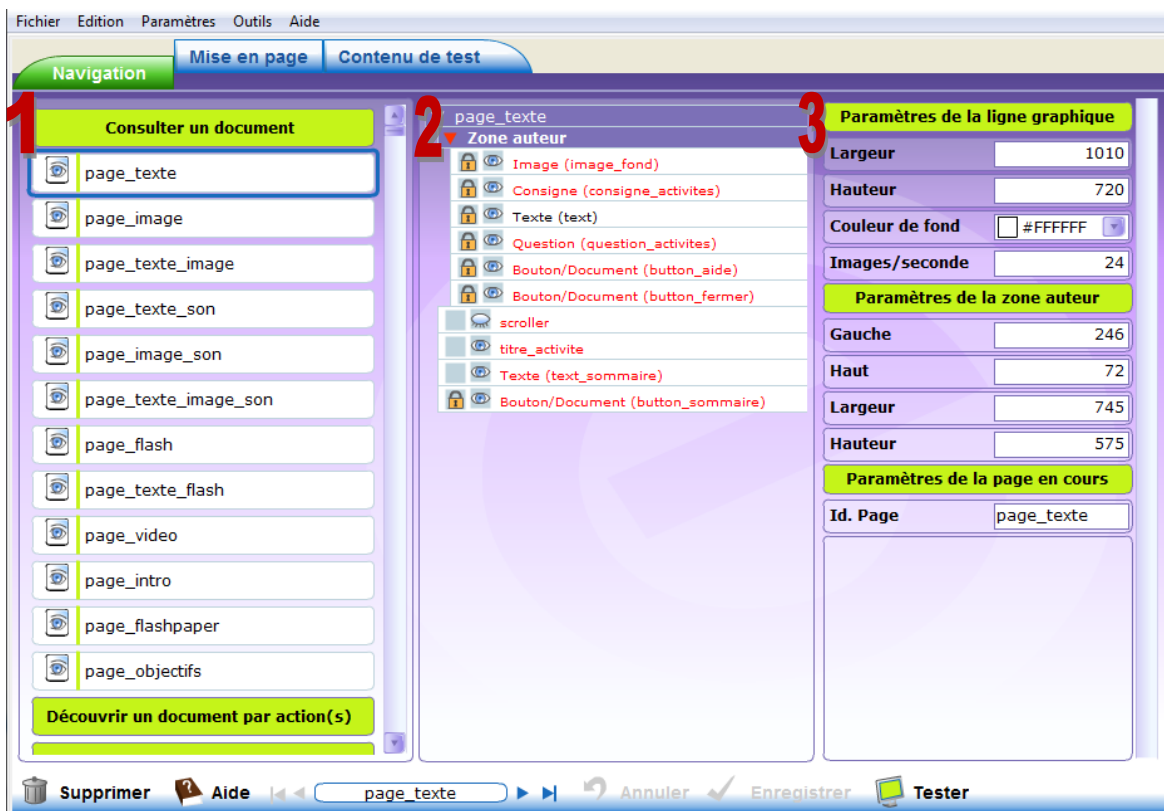 Fichier Edition Paramètres Outils Aide
Navigation Mise en page Contenu de test
1
Consulter un document
page_texte
page_image
page_texte_image
page_texte_son
page_image_son
page_texte_image_son
page_flash
page_texte_flash
page_video
page_intro
page_flashpaper
page_objectifs
Découvrir un document par action(s)
2
page_texte
Zone auteur
Image (image_fond)
Consigne (consigne_activites)
Texte (text)
Question (question_activites)
Bouton/Document (button_aide)
Bouton/Document (button_fermer)
scroller
titre_activite
Texte (text_sommaire)
Bouton/Document (button_sommaire)
3
Paramètres de la ligne graphique
Largeur 1010
Hauteur 720
Couleur de fond #FFFFFF
Images/seconde 24
Paramètres de la zone auteur
Gauche 246
Haut 72
Largeur 745
Hauteur 575
Paramètres de la page en cours
Id. Page page_texte
Supprimer Aide page_texte Annuler Enregistrer Tester